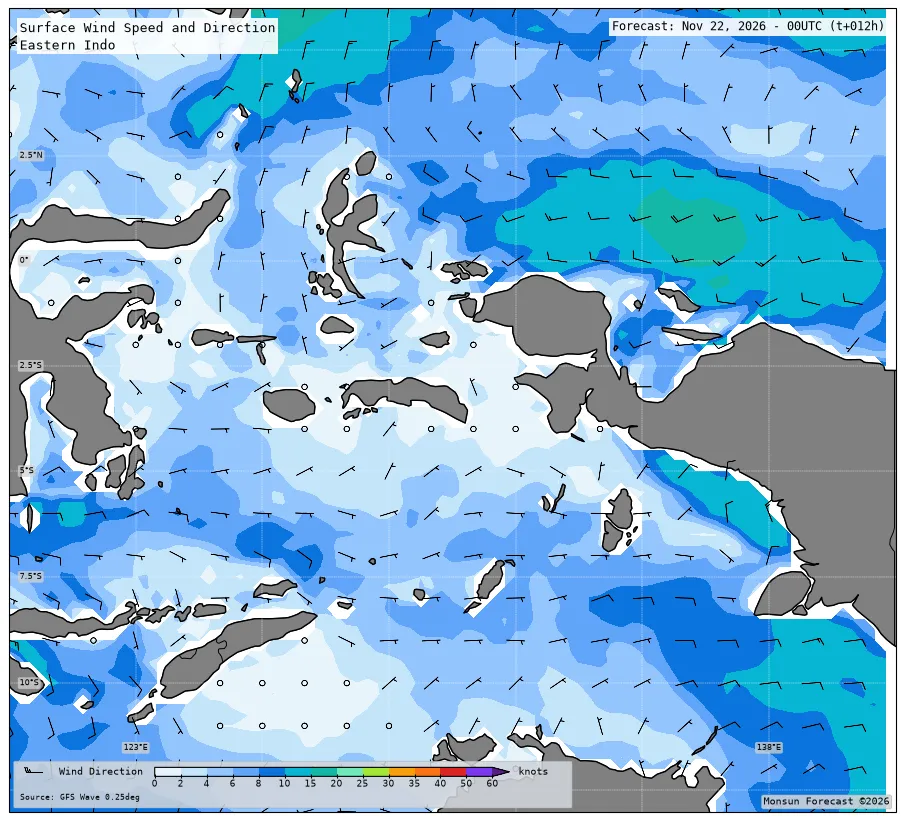 Surface Wind Speed and Direction
Eastern Indo
Forecast: Nov 22, 2026 - 00UTC (t+012h)
2.5°N
0°
2.5°S
5°S
7.5°S
10°S
123°E
138°E
Wind Direction
knots
0 2 4 6 8 10 15 20 25 30 35 40 50 60
Source: GFS Wave 0.25deg
Monsun Forecast ©2026